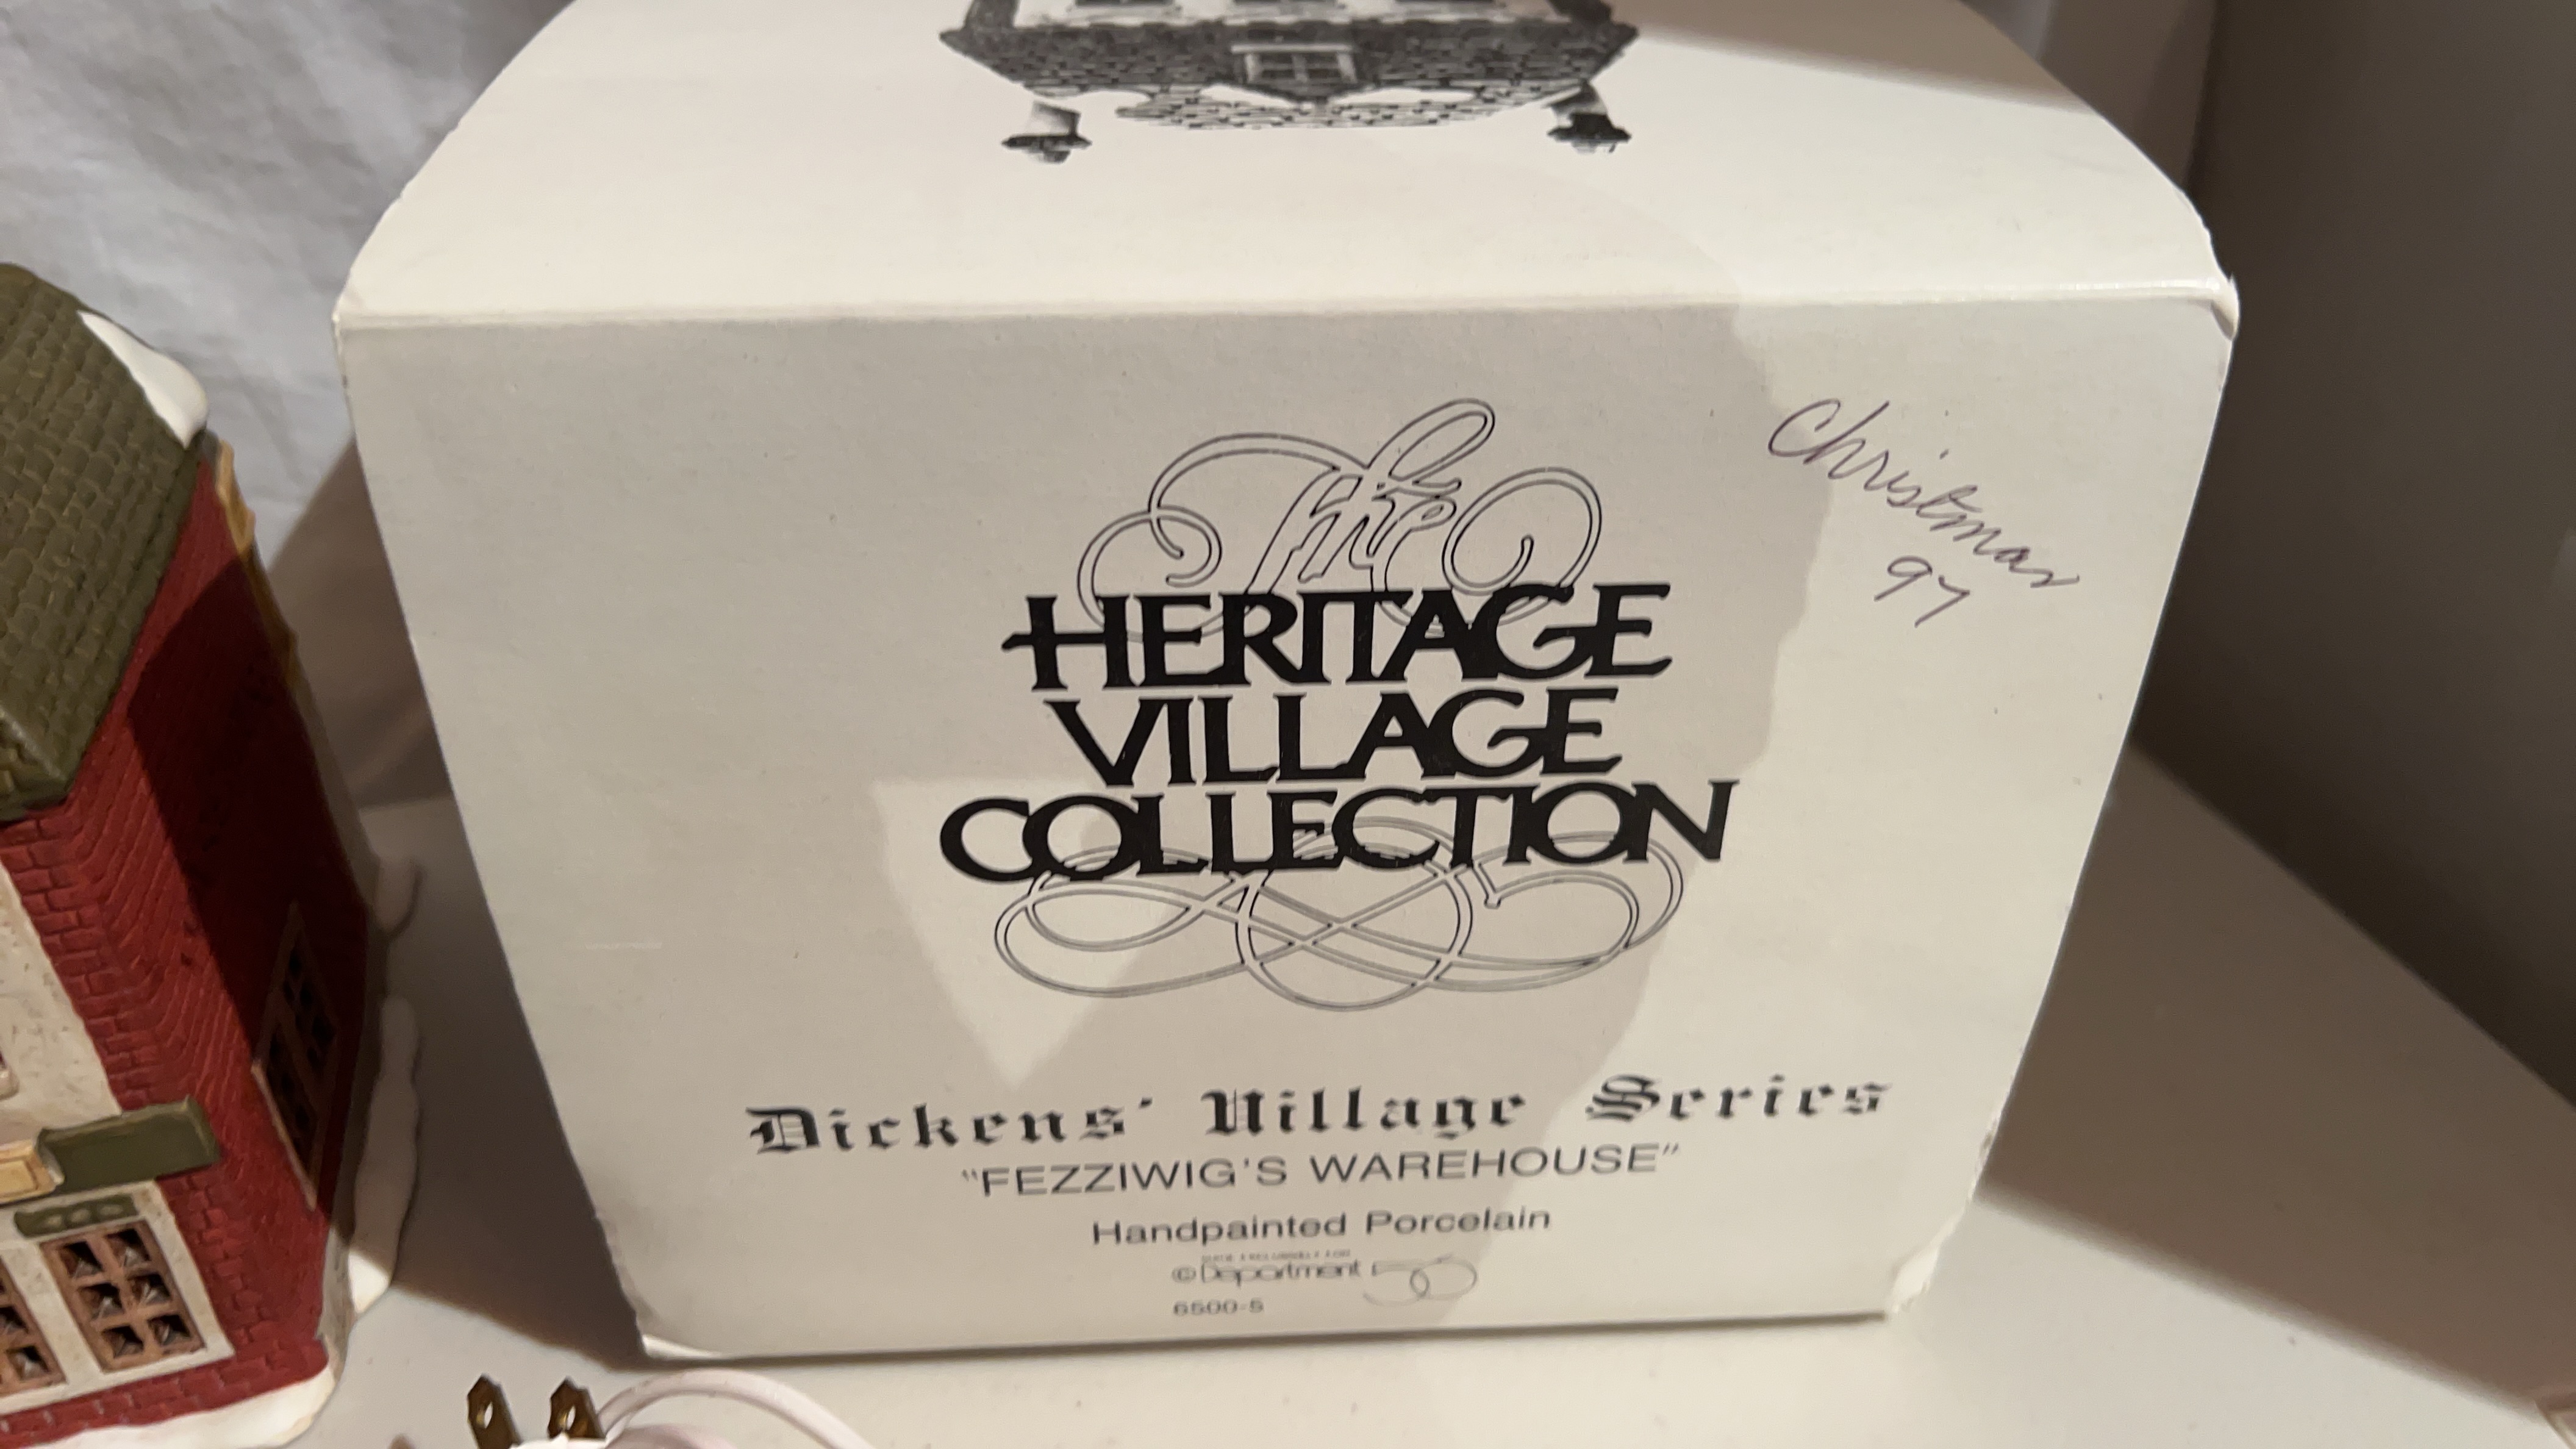 The
HERITAGE
VILLAGE
COLLECTION
Christmas
97
Dickens' Village Series
"FEZZIWIG'S WAREHOUSE"
Handpainted Porcelain
©Department 56
6500-5